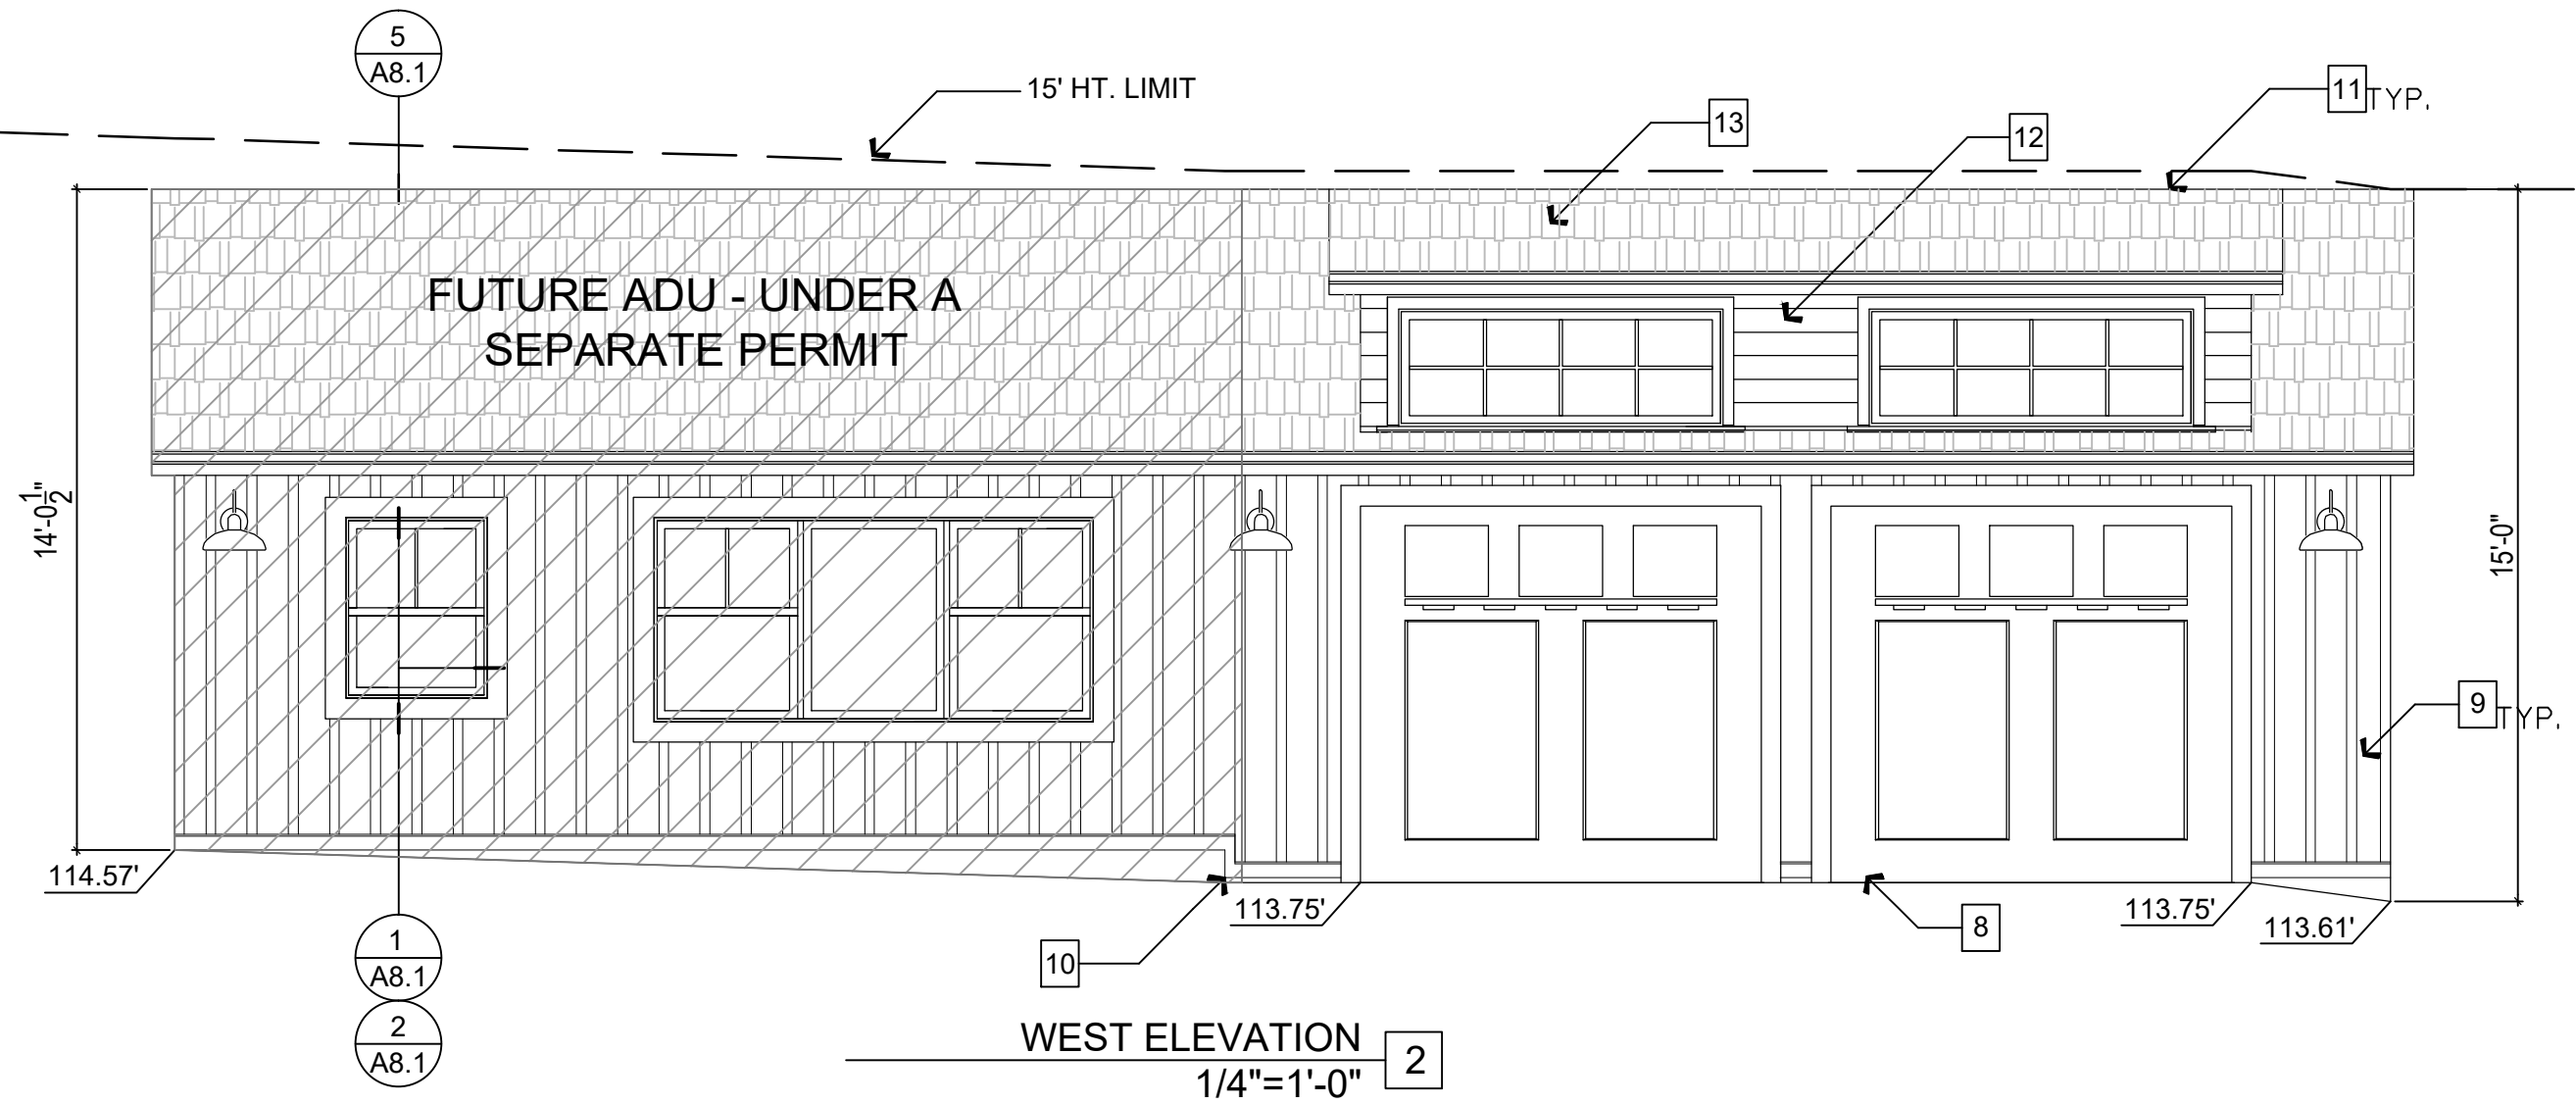 5
A8.1
15' HT. LIMIT
13
12
11 TYP.
FUTURE ADU - UNDER A
SEPARATE PERMIT
14'-0 1/2"
15'-0"
9 TYP.
114.57'
113.75'
113.75'
113.61'
10
8
1
A8.1
2
A8.1
WEST ELEVATION
2
1/4"=1'-0"